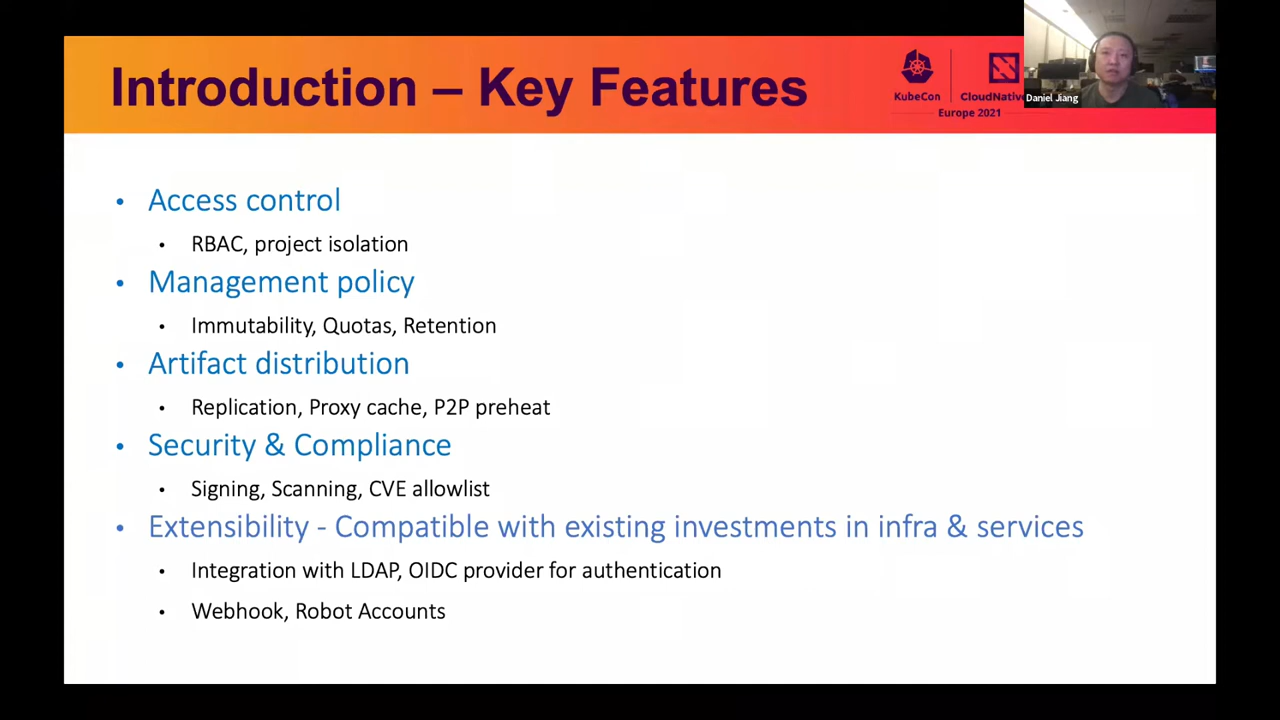 Introduction – Key Features
KubeCon
CloudNative
Europe 2021
Daniel Jiang
• Access control
• RBAC, project isolation
• Management policy
• Immutability, Quotas, Retention
• Artifact distribution
• Replication, Proxy cache, P2P preheat
• Security & Compliance
• Signing, Scanning, CVE allowlist
• Extensibility - Compatible with existing investments in infra & services
• Integration with LDAP, OIDC provider for authentication
• Webhook, Robot Accounts